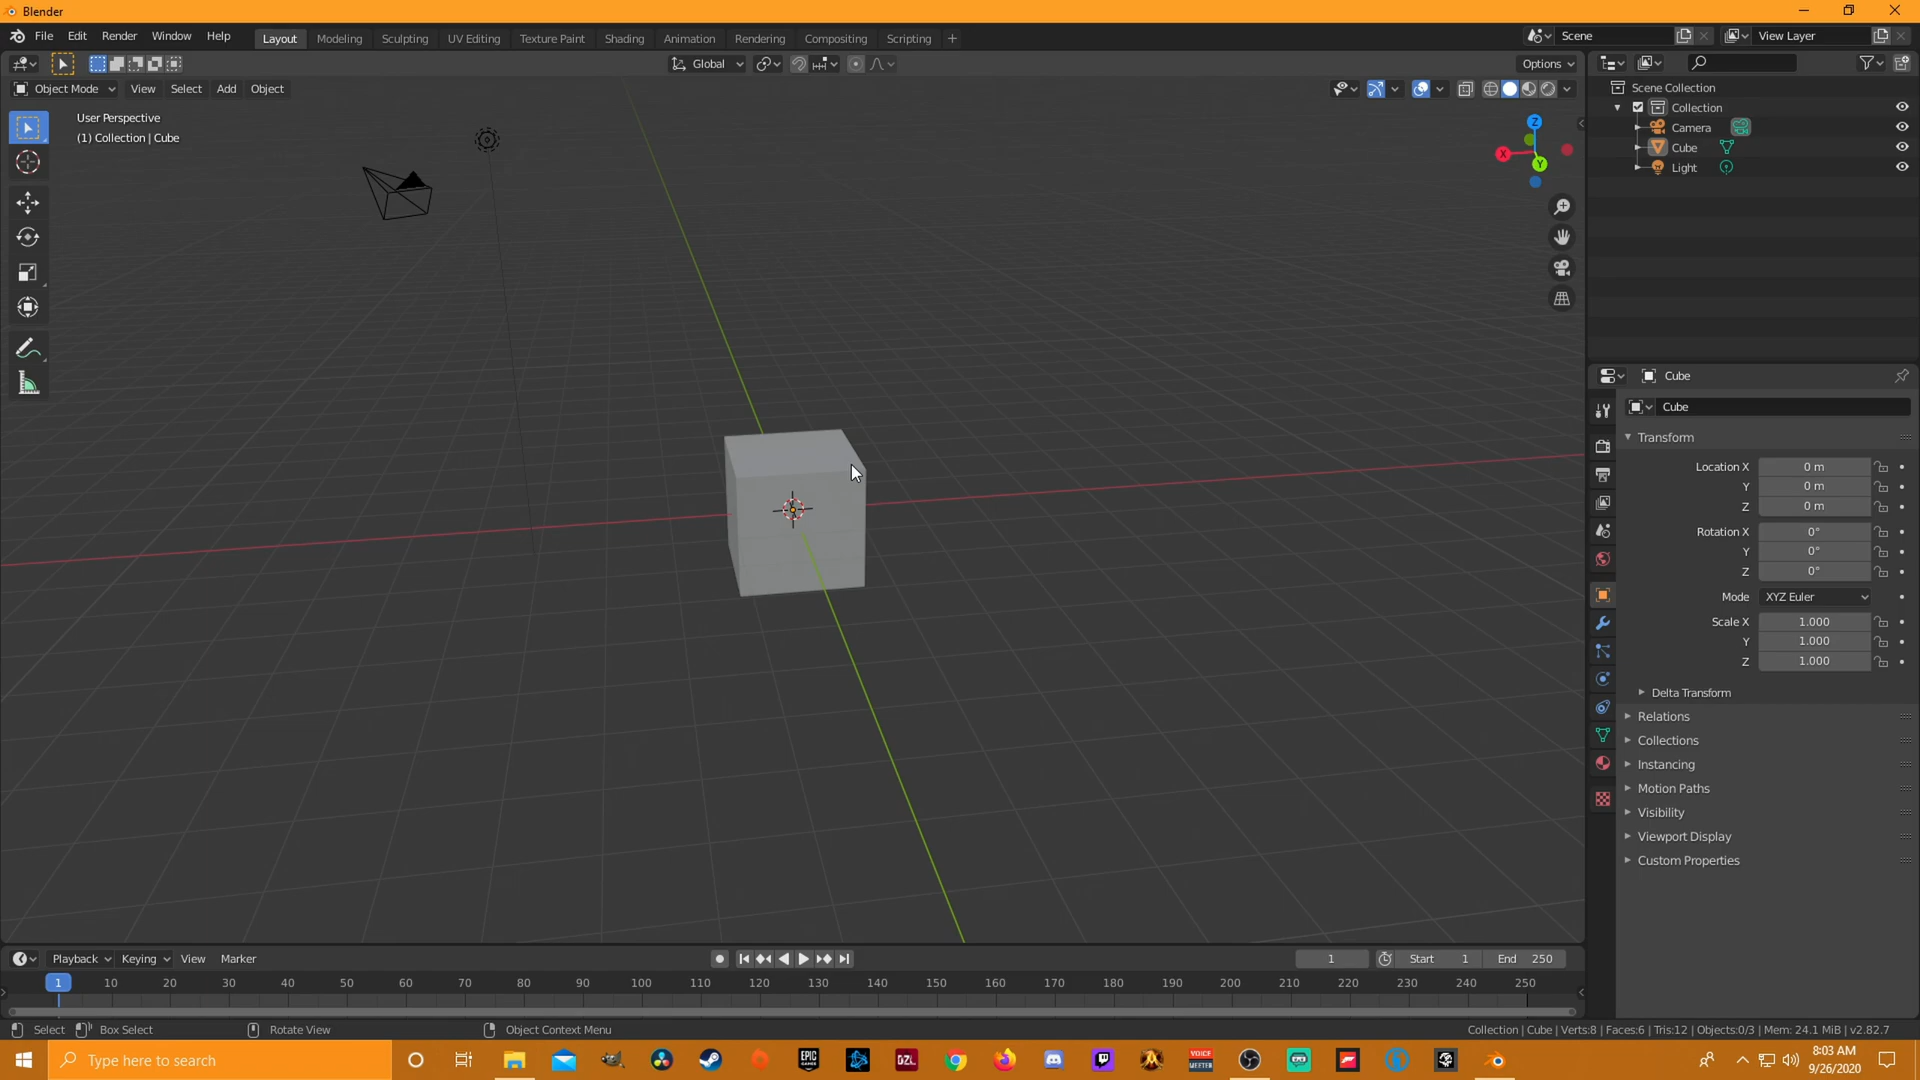 Blender
File Edit Render Window Help Layout Modeling Sculpting UV Editing Texture Paint Shading Animation Rendering Compositing Scripting + Scene View Layer
Global Options
Object Mode View Select Add Object
User Perspective
(1) Collection | Cube
Z
X
Y
Scene Collection
Collection
Camera
Cube
Light
Cube
Cube
Transform
Location X 0 m
Y 0 m
Z 0 m
Rotation X 0°
Y 0°
Z 0°
Mode XYZ Euler
Scale X 1.000
Y 1.000
Z 1.000
Delta Transform
Relations
Collections
Instancing
Motion Paths
Visibility
Viewport Display
Custom Properties
Playback Keying View Marker 1 Start 1 End 250
1 10 20 30 40 50 60 70 80 90 100 110 120 130 140 150 160 170 180 190 200 210 220 230 240 250
Select Box Select Rotate View Object Context Menu Collection | Cube | Verts:8 | Faces:6 | Tris:12 | Objects:0/3 | Mem: 24.1 MiB | v2.82.7
Type here to search EPIC GAMES DZL VOICE MEETER 8:03 AM
9/26/2020